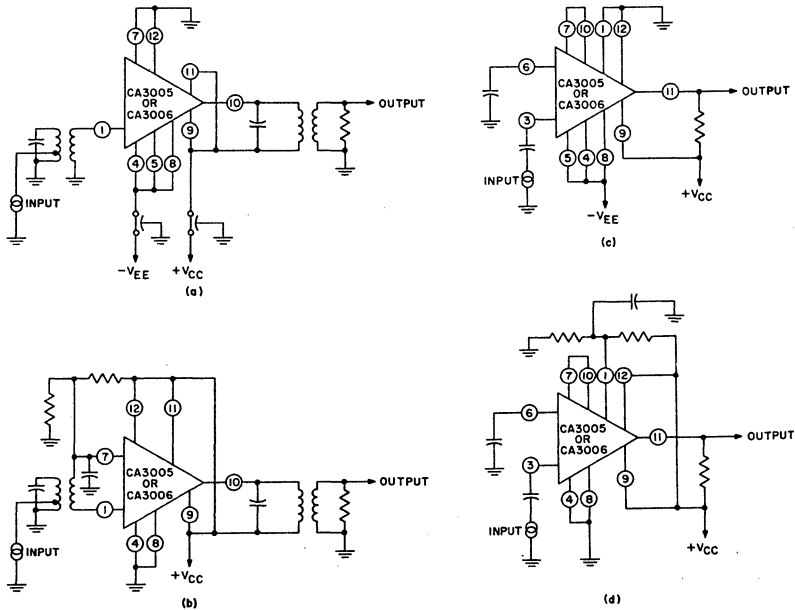 7 12
11
CA3005
OR
CA3006
10
OUTPUT
1
9
4 5 8
INPUT
-VEE
+VCC
(a)
7 10 1 12
6
CA3005
OR
CA3006
11
OUTPUT
3
9
5 4 8
INPUT
+VCC
-VEE
(c)
12
11
7
CA3005
OR
CA3006
10
OUTPUT
1
9
4 8
INPUT
+VCC
(b)
7 10 1 12
6
CA3005
OR
CA3006
11
OUTPUT
3
9
4 8
INPUT
+VCC
(d)